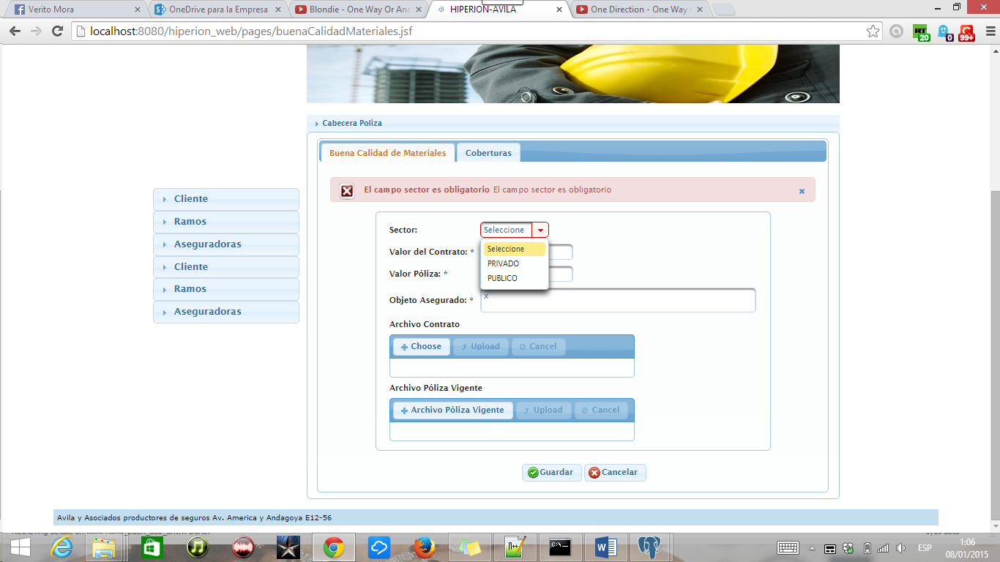 Verito Mora
OneDrive para la Empresa
Blondie - One Way Or And
HIPERION-AVILA
One Direction - One Way
localhost:8080/hiperion_web/pages/buenaCalidadMateriales.jsf
20
0
99+
Cabecera Poliza
Buena Calidad de Materiales
Coberturas
El campo sector es obligatorio El campo sector es obligatorio
Cliente
Ramos
Aseguradoras
Cliente
Ramos
Aseguradoras
Sector:
Seleccione
Seleccione
PRIVADO
PUBLICO
Valor del Contrato: *
Valor Póliza: *
Objeto Asegurado: *
x
Archivo Contrato
Choose
Upload
Cancel
Archivo Póliza Vigente
Archivo Póliza Vigente
Upload
Cancel
Guardar
Cancelar
Avila y Asociados productores de seguros Av. America y Andagoya E12-56
ESP
1:06
08/01/2015